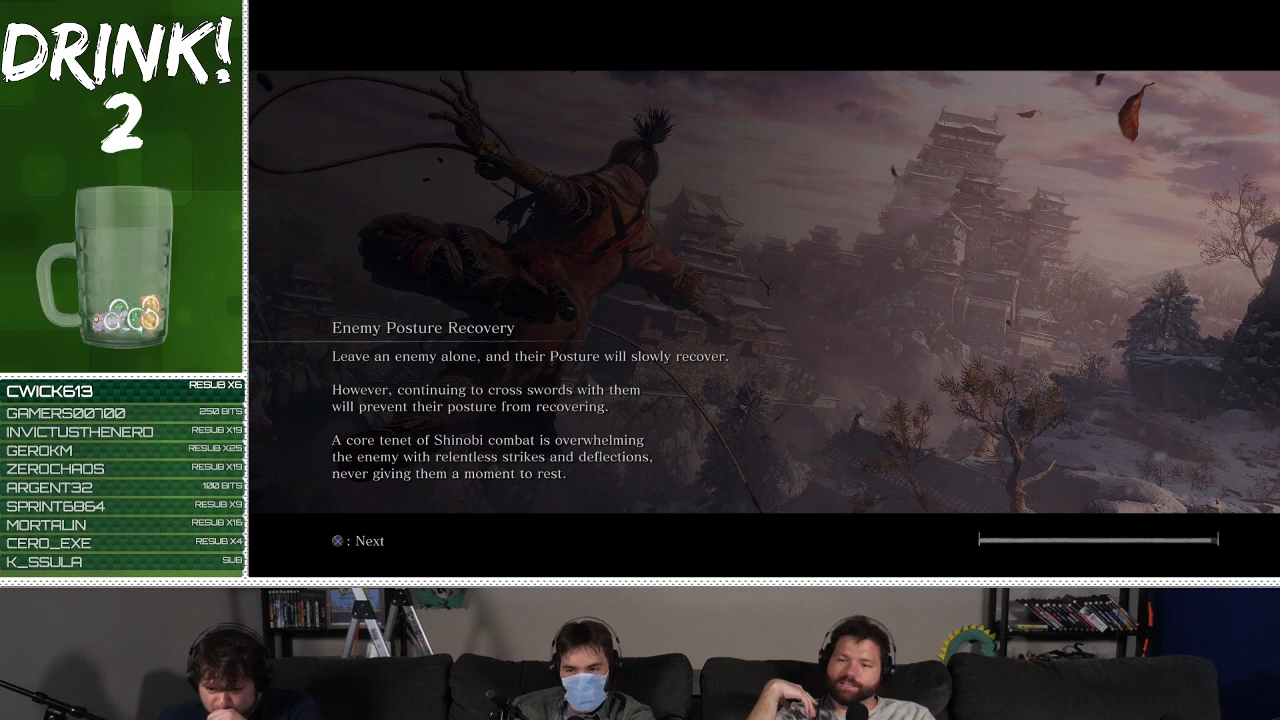 DRINK!
2
CWICK613 RESUB X6
GAMERS00700 250 BITS
INVICTUSTHENERD RESUB X19
GEROKM RESUB X25
ZEROCHAOS RESUB X19
ARGENT32 100 BITS
SPRINT6864 RESUB X9
MORTALIN RESUB X16
CERO_EXE RESUB X4
K_SSULA SUB
Enemy Posture Recovery
Leave an enemy alone, and their Posture will slowly recover.
However, continuing to cross swords with them
will prevent their posture from recovering.
A core tenet of Shinobi combat is overwhelming
the enemy with relentless strikes and deflections,
never giving them a moment to rest.
: Next